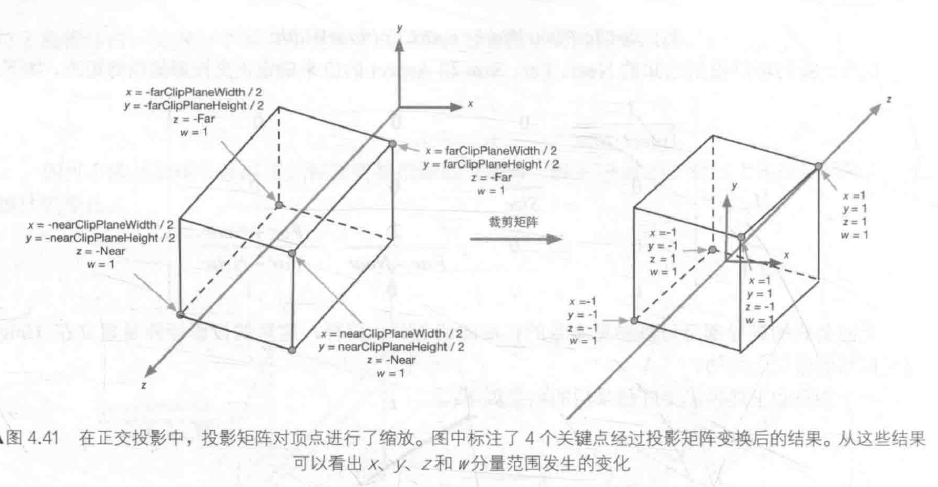 y
x
z
x = -farClipPlaneWidth / 2
y = -farClipPlaneHeight / 2
z = -Far
w = 1
x = farClipPlaneWidth / 2
y = farClipPlaneHeight / 2
z = -Far
w = 1
x = -nearClipPlaneWidth / 2
y = -nearClipPlaneHeight / 2
z = -Near
w = 1
x = nearClipPlaneWidth / 2
y = nearClipPlaneHeight / 2
z = -Near
w = 1
裁剪矩阵
z
y
x
x =1
y = 1
z = 1
w = 1
x =-1
y = -1
z = 1
w = 1
x =1
y = 1
z = -1
w = 1
x =-1
y = -1
z = -1
w = 1
▲图 4.41 在正交投影中，投影矩阵对顶点进行了缩放。图中标注了 4 个关键点经过投影矩阵变换后的结果。从这些结果
可以看出 x、y、z 和 w 分量范围发生的变化